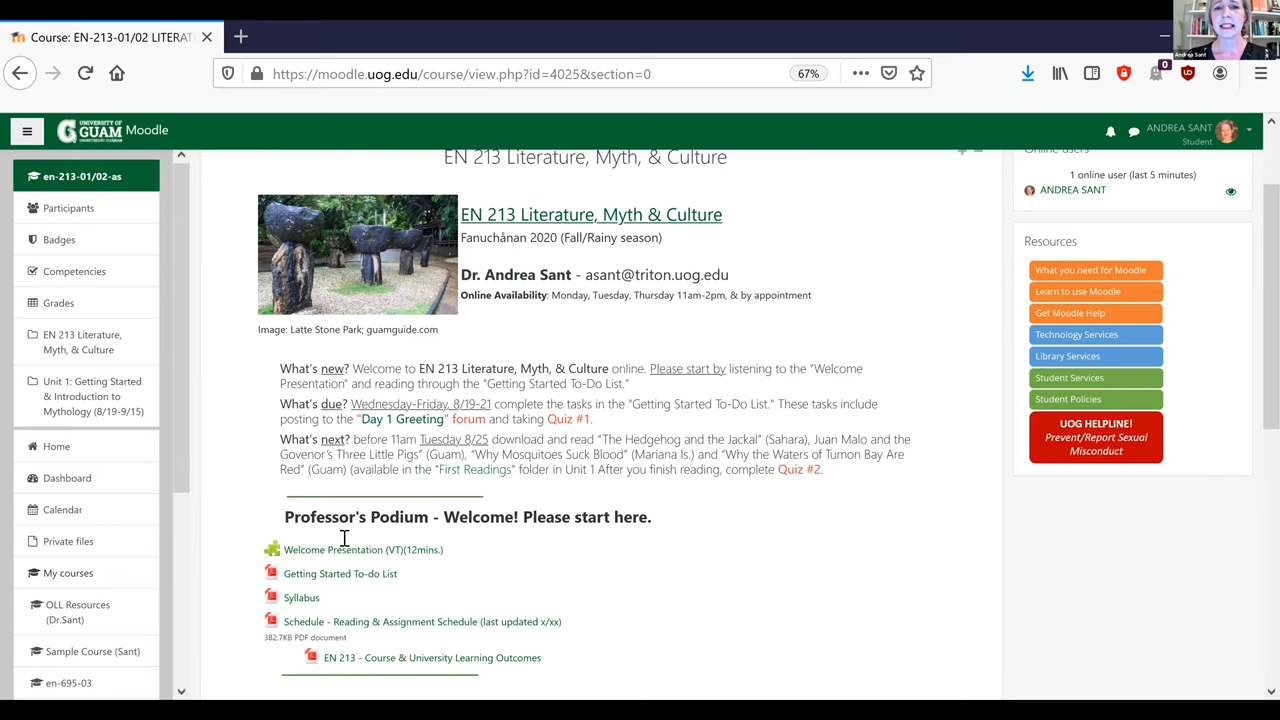 Course: EN-213-01/02 LITERAT
https://moodle.uog.edu/course/view.php?id=4025&section=0
67%
0
Andrea Sant
UNIVERSITY OF
GUAM
Moodle
ANDREA SANT
Student
en-213-01/02-as
Participants
Badges
Competencies
Grades
EN 213 Literature,
Myth, & Culture
Unit 1: Getting Started
& Introduction to
Mythology (8/19-9/15)
Home
Dashboard
Calendar
Private files
My courses
OLL Resources
(Dr.Sant)
Sample Course (Sant)
en-695-03
EN 213 Literature, Myth, & Culture
EN 213 Literature, Myth & Culture
Fanuchånan 2020 (Fall/Rainy season)
Dr. Andrea Sant - asant@triton.uog.edu
Online Availability: Monday, Tuesday, Thursday 11am-2pm, & by appointment
Image: Latte Stone Park; guamguide.com
What's new? Welcome to EN 213 Literature, Myth, & Culture online. Please start by listening to the "Welcome
Presentation" and reading through the "Getting Started To-Do List."
What's due? Wednesday-Friday, 8/19-21 complete the tasks in the "Getting Started To-Do List." These tasks include
posting to the "Day 1 Greeting" forum and taking Quiz #1.
What's next? before 11am Tuesday 8/25 download and read "The Hedgehog and the Jackal" (Sahara), Juan Malo and the
Govenor's Three Little Pigs" (Guam), "Why Mosquitoes Suck Blood" (Mariana Is.) and "Why the Waters of Tumon Bay Are
Red" (Guam) (available in the "First Readings" folder in Unit 1 After you finish reading, complete Quiz #2.
Professor's Podium - Welcome! Please start here.
Welcome Presentation (VT)(12mins.)
Getting Started To-do List
Syllabus
Schedule - Reading & Assignment Schedule (last updated x/xx)
382.7KB PDF document
EN 213 - Course & University Learning Outcomes
Online users
1 online user (last 5 minutes)
ANDREA SANT
Resources
What you need for Moodle
Learn to use Moodle
Get Moodle Help
Technology Services
Library Services
Student Services
Student Policies
UOG HELPLINE!
Prevent/Report Sexual
Misconduct